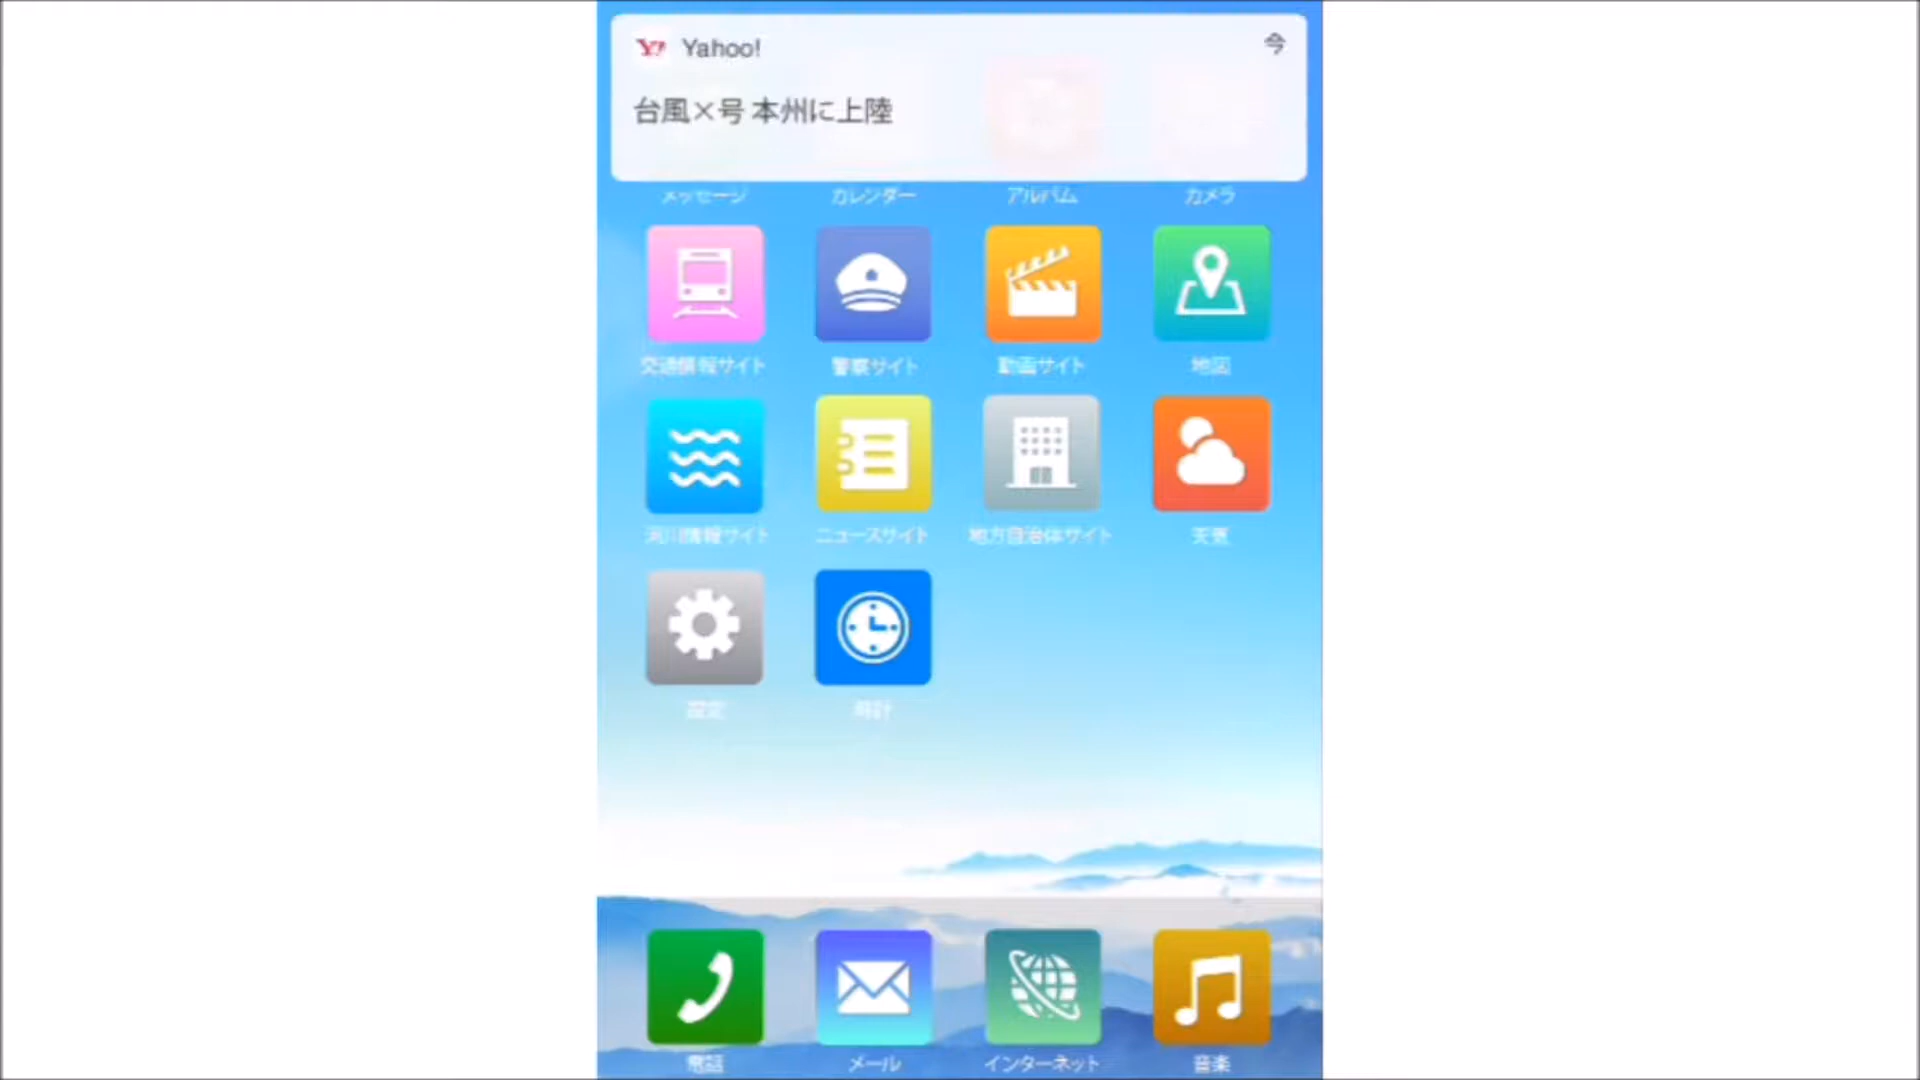 Yahoo!
今
台風×号 本州に上陸
メッセージ
カレンダー
アルバム
カメラ
交通情報サイト
警察サイト
動画サイト
地図
河川情報サイト
ニュースサイト
地方自治体サイト
天気
設定
時計
電話
メール
インターネット
音楽